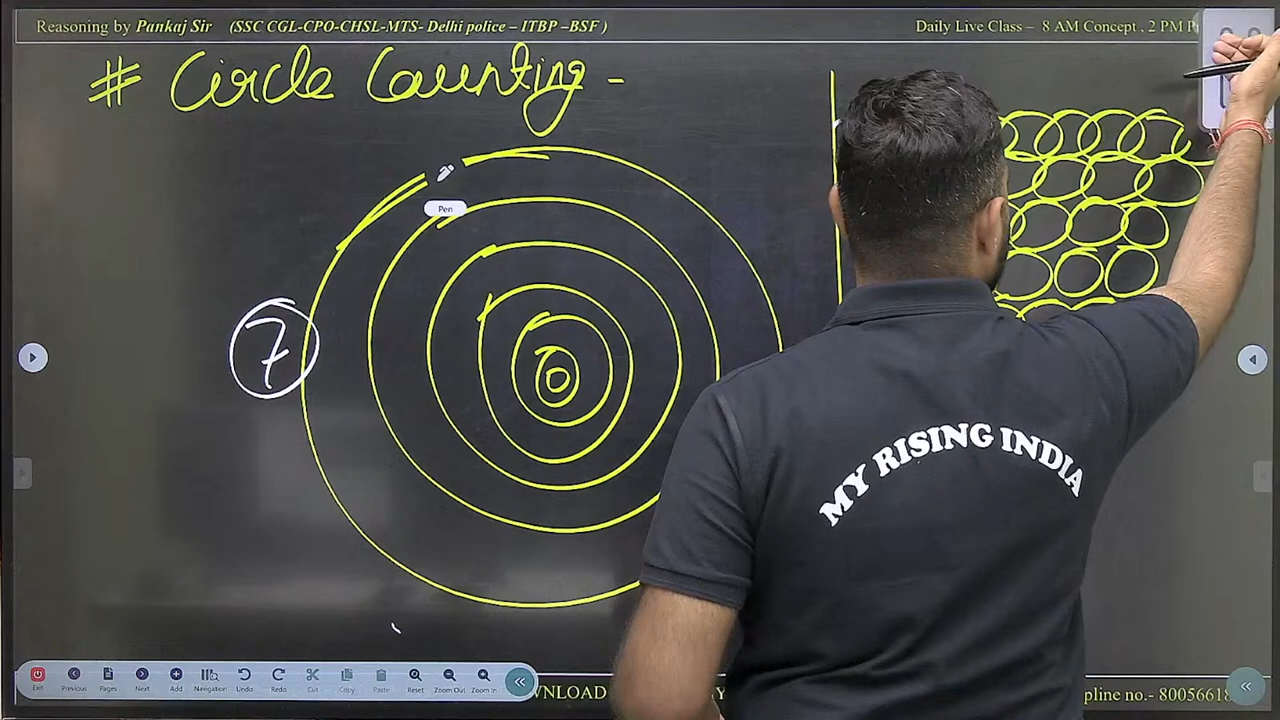 Reasoning by Pankaj Sir (SSC CGL-CPO-CHSL-MTS- Delhi police – ITBP –BSF )
Daily Live Class – 8 AM Concept , 2 PM
# Circle Counting -
Pen
7
MY RISING INDIA
Exit Previous Pages Next Add Navigation Undo Redo Cut Copy Paste Reset Zoom Out Zoom In
pline no.- 80056618